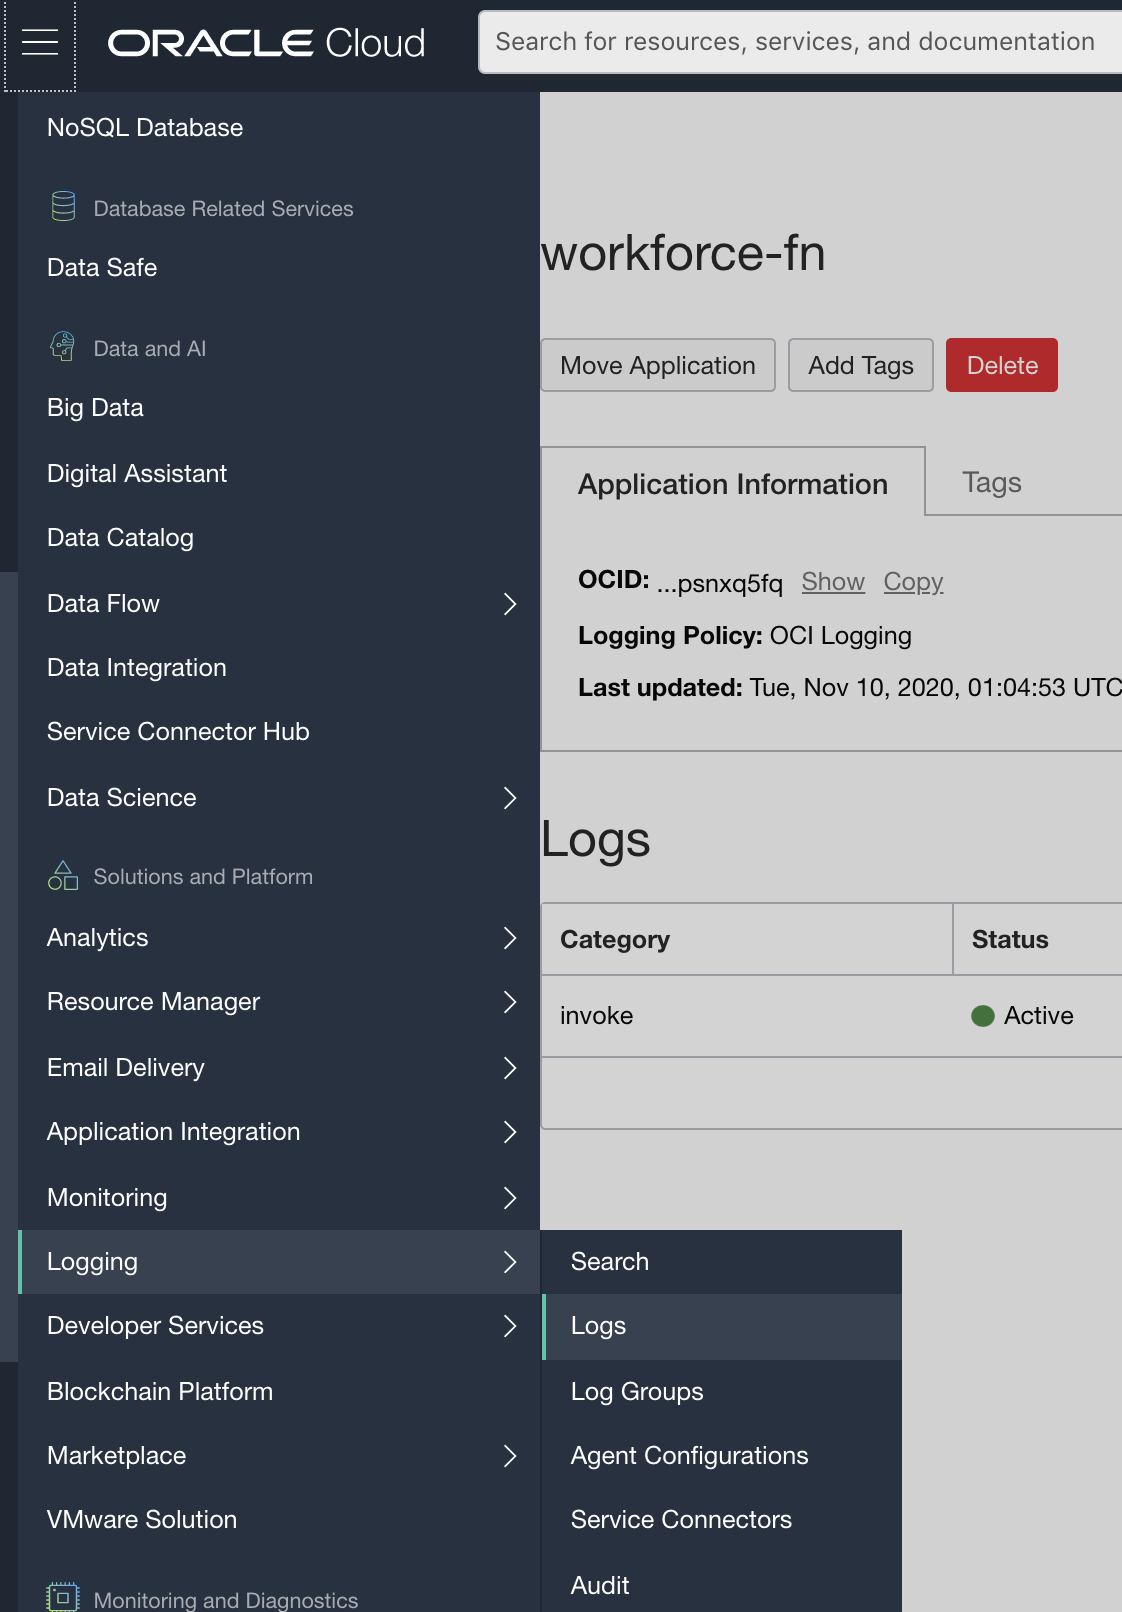 ORACLE Cloud
Search for resources, services, and documentation
NoSQL Database
Database Related Services
Data Safe
Data and AI
Big Data
Digital Assistant
Data Catalog
Data Flow
Data Integration
Service Connector Hub
Data Science
Solutions and Platform
Analytics
Resource Manager
Email Delivery
Application Integration
Monitoring
Logging
Developer Services
Blockchain Platform
Marketplace
VMware Solution
Monitoring and Diagnostics
Search
Logs
Log Groups
Agent Configurations
Service Connectors
Audit
workforce-fn
Move Application Add Tags Delete
Application Information Tags
OCID: ...psnxq5fq Show Copy
Logging Policy: OCI Logging
Last updated: Tue, Nov 10, 2020, 01:04:53 UTC
Logs
Category Status
invoke Active